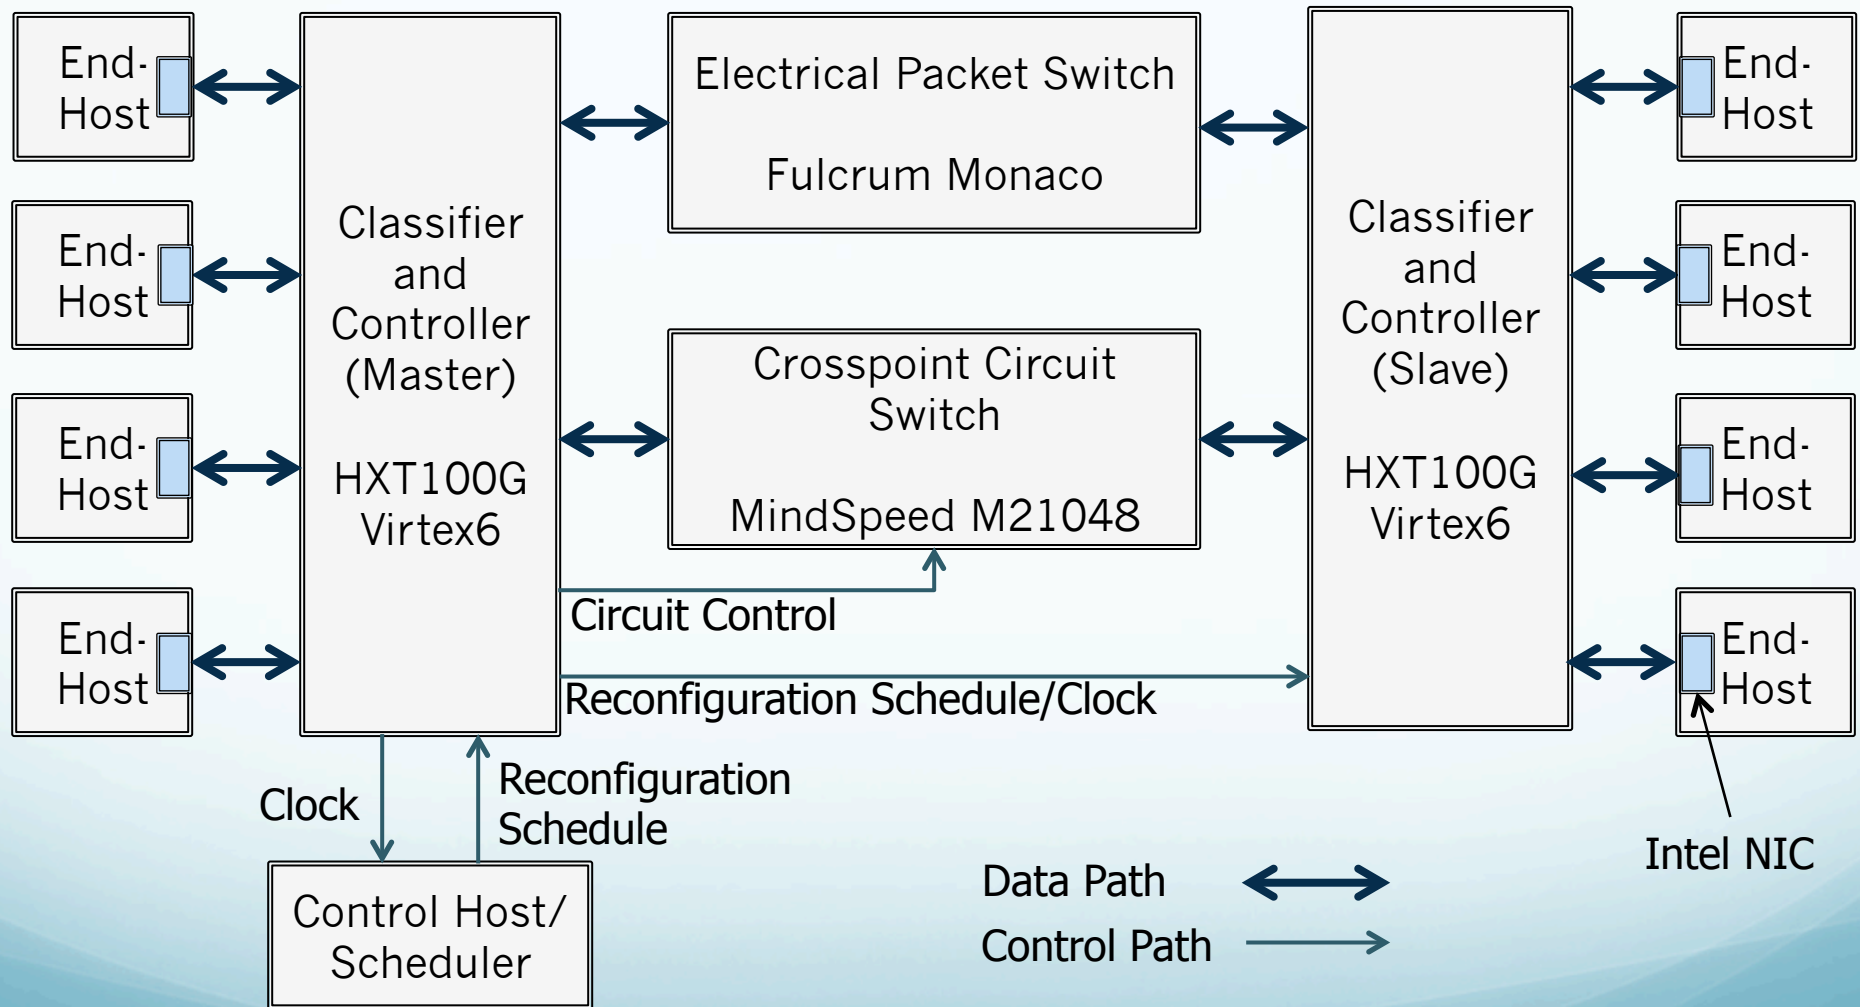 End-
Host
End-
Host
End-
Host
End-
Host
Classifier
and
Controller
(Master)
HXT100G
Virtex6
Electrical Packet Switch
Fulcrum Monaco
Crosspoint Circuit
Switch
MindSpeed M21048
Circuit Control
Reconfiguration Schedule/Clock
Classifier
and
Controller
(Slave)
HXT100G
Virtex6
End-
Host
End-
Host
End-
Host
End-
Host
Intel NIC
Clock
Reconfiguration
Schedule
Control Host/
Scheduler
Data Path
Control Path